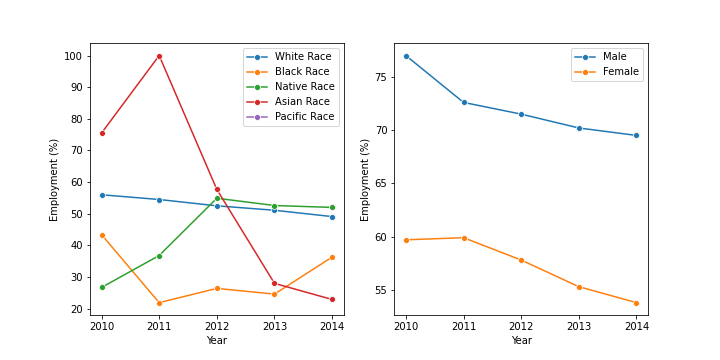 100
90
80
70
60
50
40
30
20
Employment (%)
2010 2011 2012 2013 2014
Year
White Race
Black Race
Native Race
Asian Race
Pacific Race
75
70
65
60
55
Employment (%)
2010 2011 2012 2013 2014
Year
Male
Female